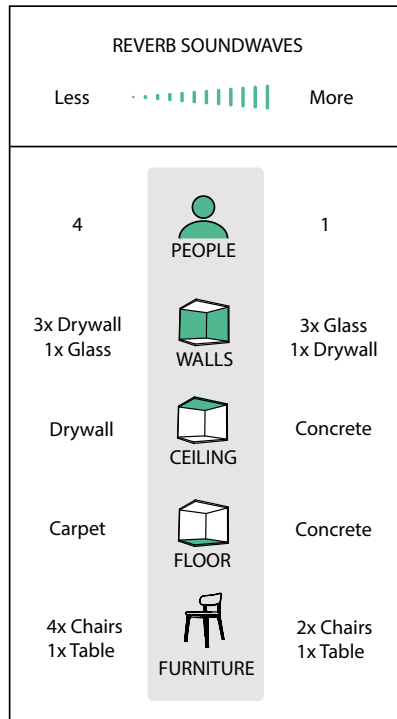 REVERB SOUNDWAVES
Less More
4 PEOPLE 1
3x Drywall
1x Glass
WALLS
3x Glass
1x Drywall
Drywall CEILING Concrete
Carpet FLOOR Concrete
4x Chairs
1x Table
FURNITURE
2x Chairs
1x Table